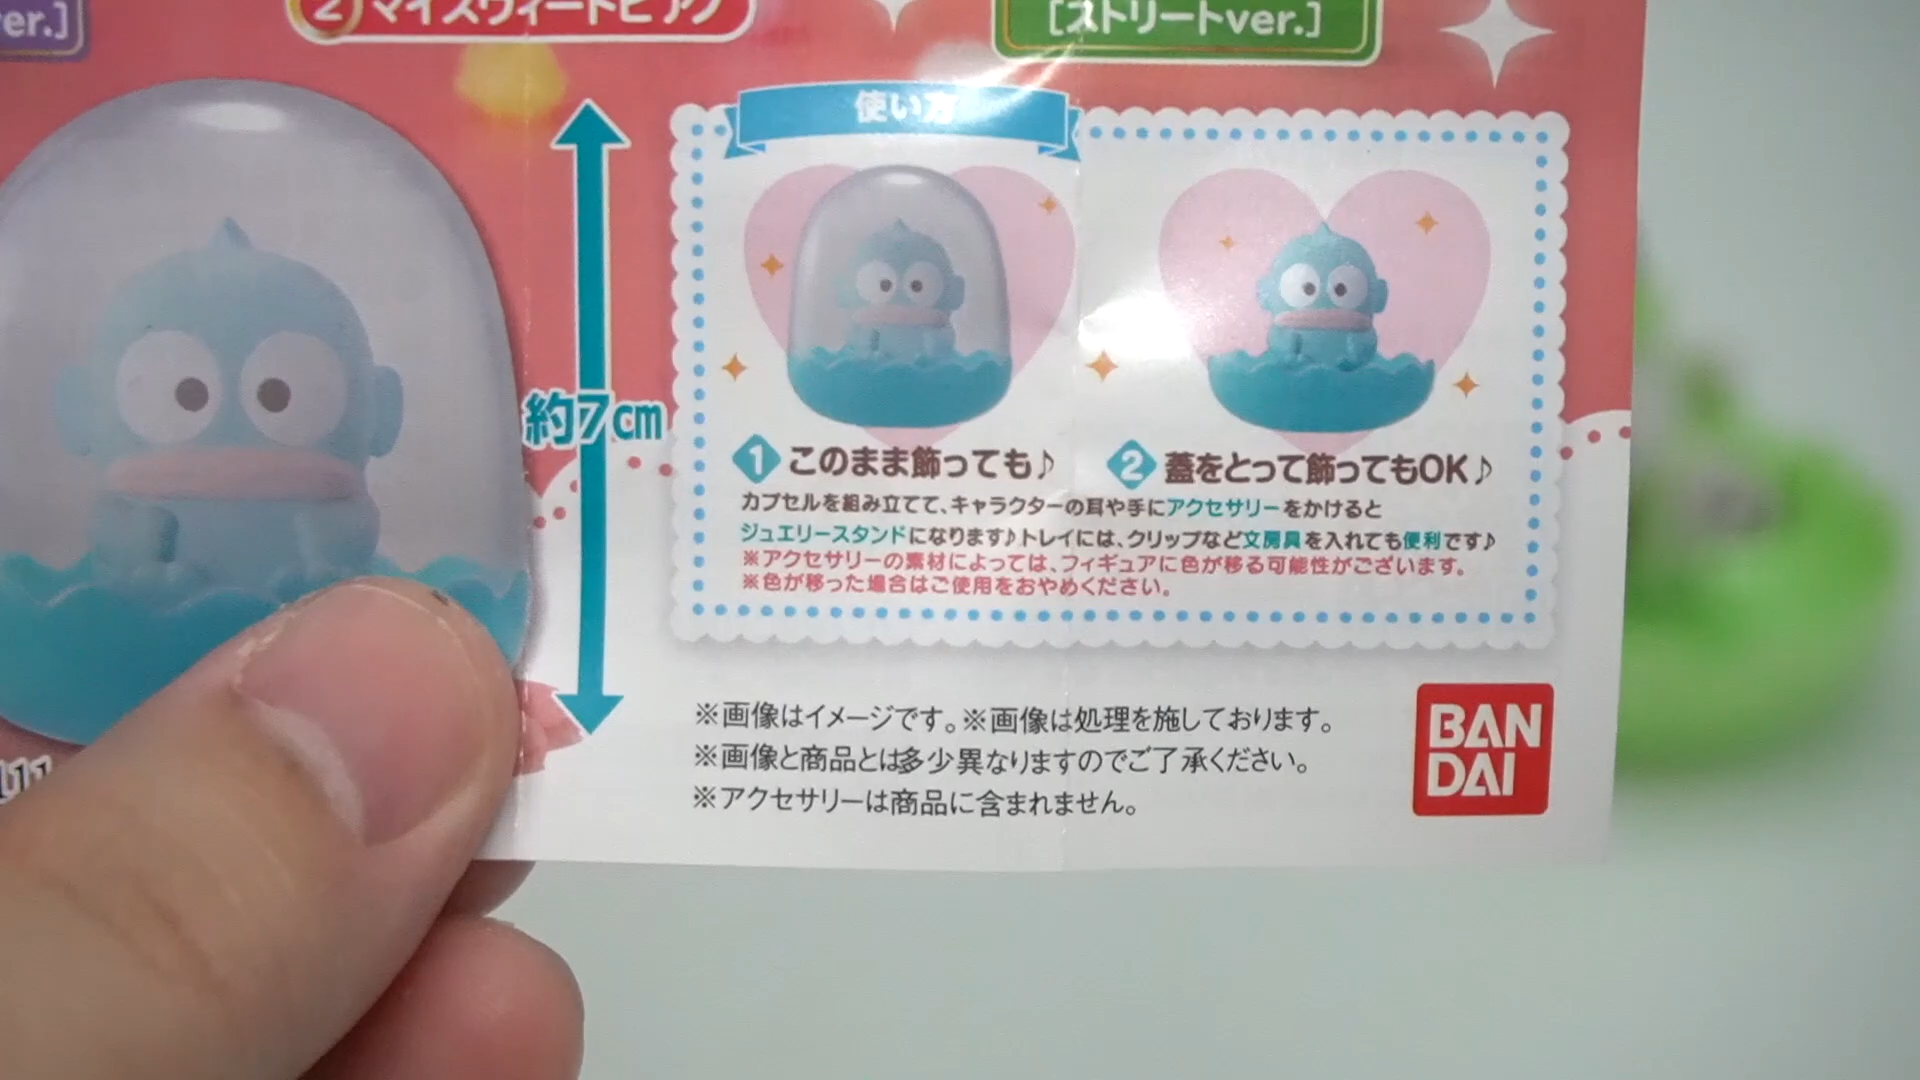 er.]
② マイスウィートピアノ
[ストリートver.]
使い方
約7cm
1 このまま飾っても♪
2 蓋をとって飾ってもOK♪
カプセルを組み立てて、キャラクターの耳や手にアクセサリーをかけると
ジュエリースタンドになります♪トレイには、クリップなど文房具を入れても便利です♪
※アクセサリーの素材によっては、フィギュアに色が移る可能性がございます。
※色が移った場合はご使用をおやめください。
※画像はイメージです。※画像は処理を施しております。
※画像と商品とは多少異なりますのでご了承ください。
※アクセサリーは商品に含まれません。
BAN
DAI